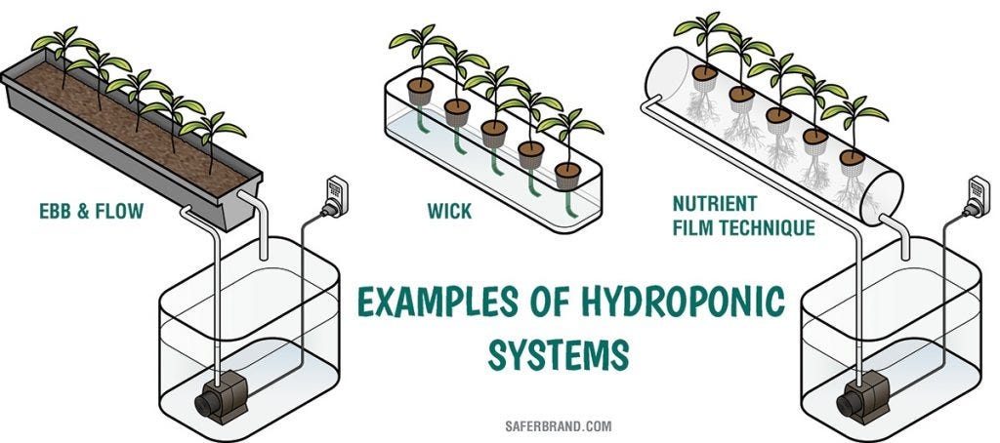 EBB & FLOW
WICK
NUTRIENT
FILM TECHNIQUE
EXAMPLES OF HYDROPONIC
SYSTEMS
SAFERBRAND.COM